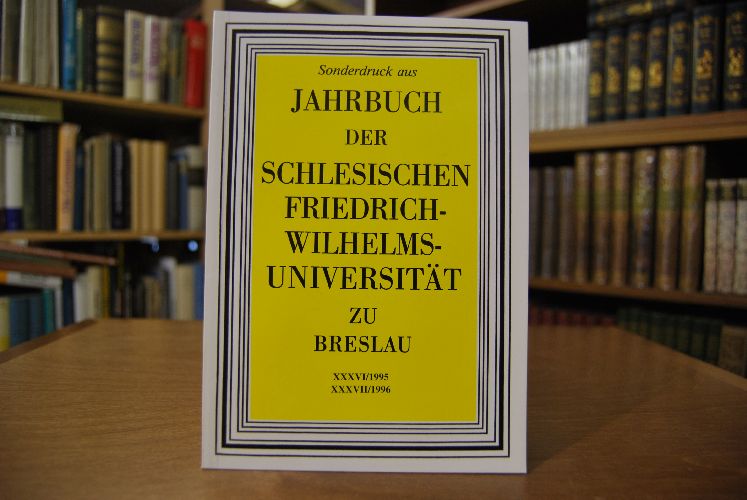 Sonderdruck aus
JAHRBUCH
DER
SCHLESISCHEN
FRIEDRICH-
WILHELMS-
UNIVERSITÄT
ZU
BRESLAU
XXXVI/1995
XXXVII/1996